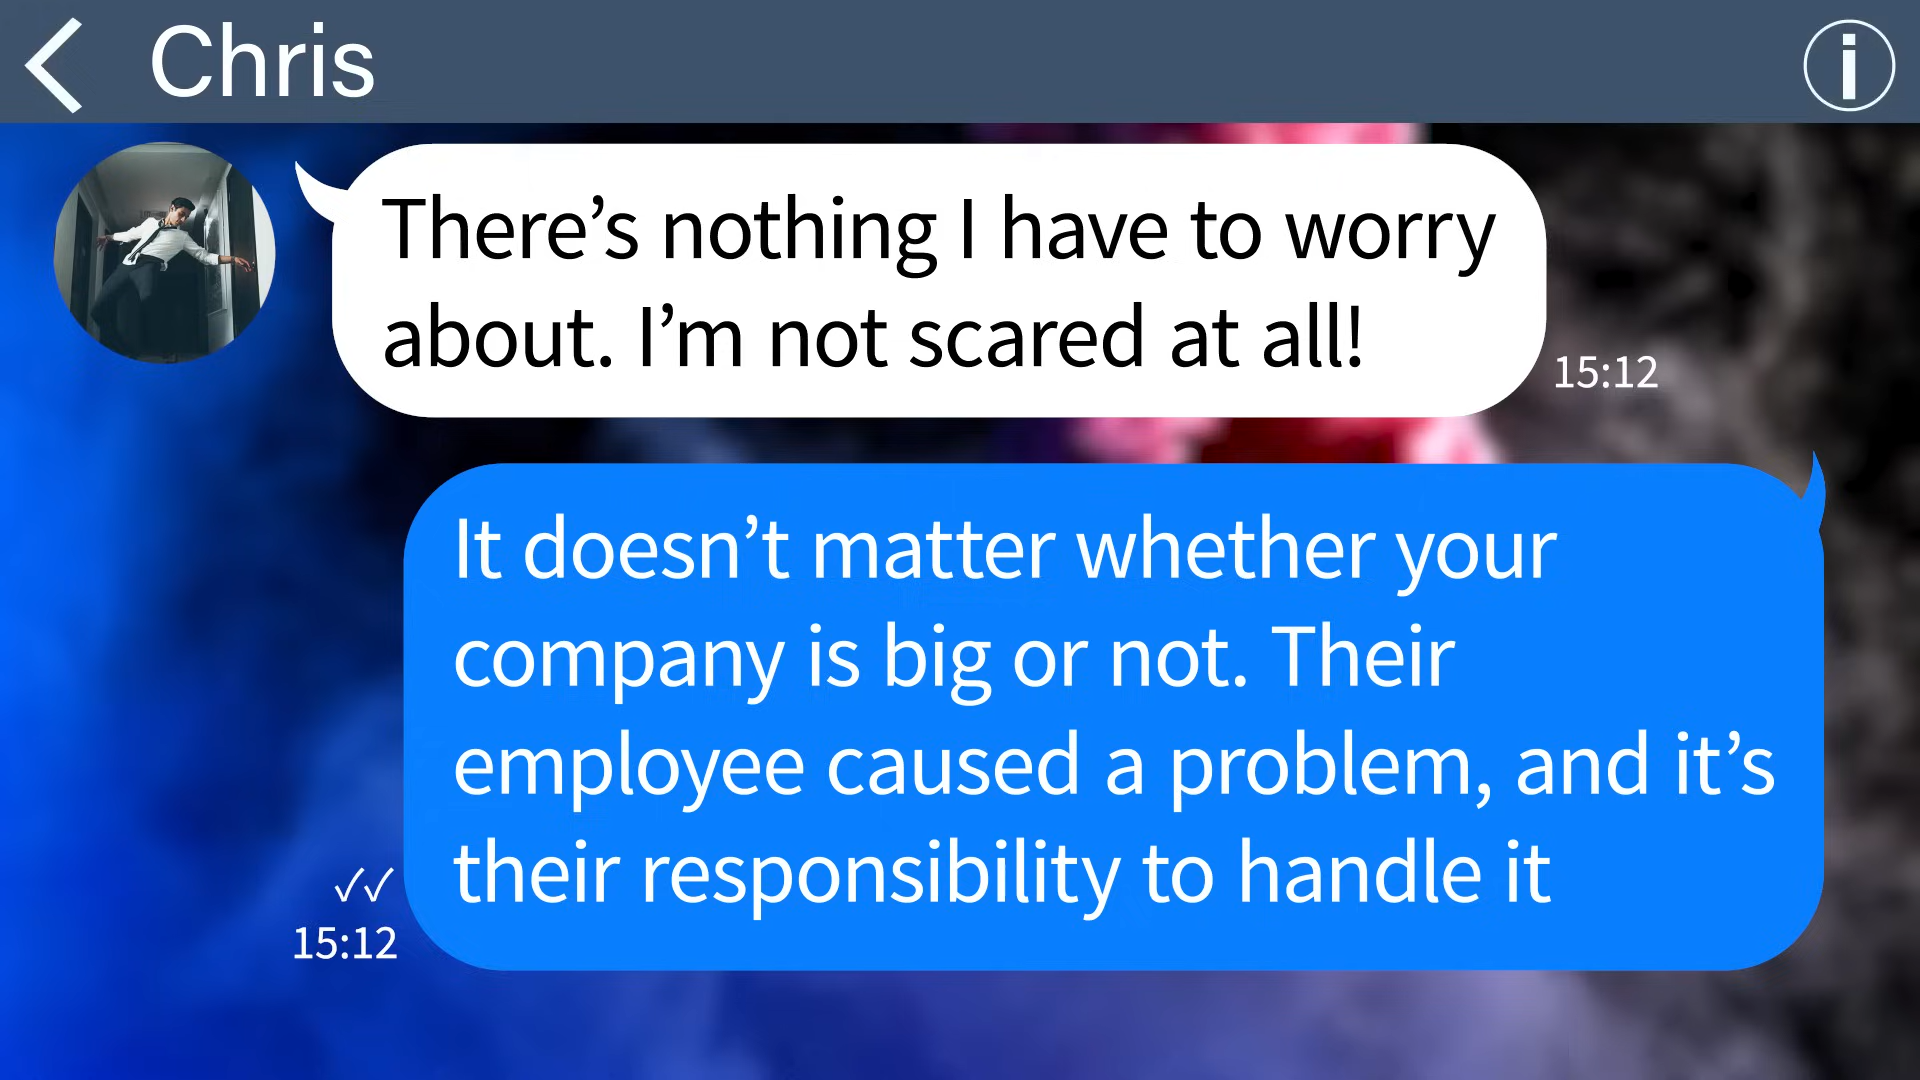 Chris
There’s nothing I have to worry
about. I’m not scared at all!
15:12
It doesn’t matter whether your
company is big or not. Their
employee caused a problem, and it’s
their responsibility to handle it
15:12